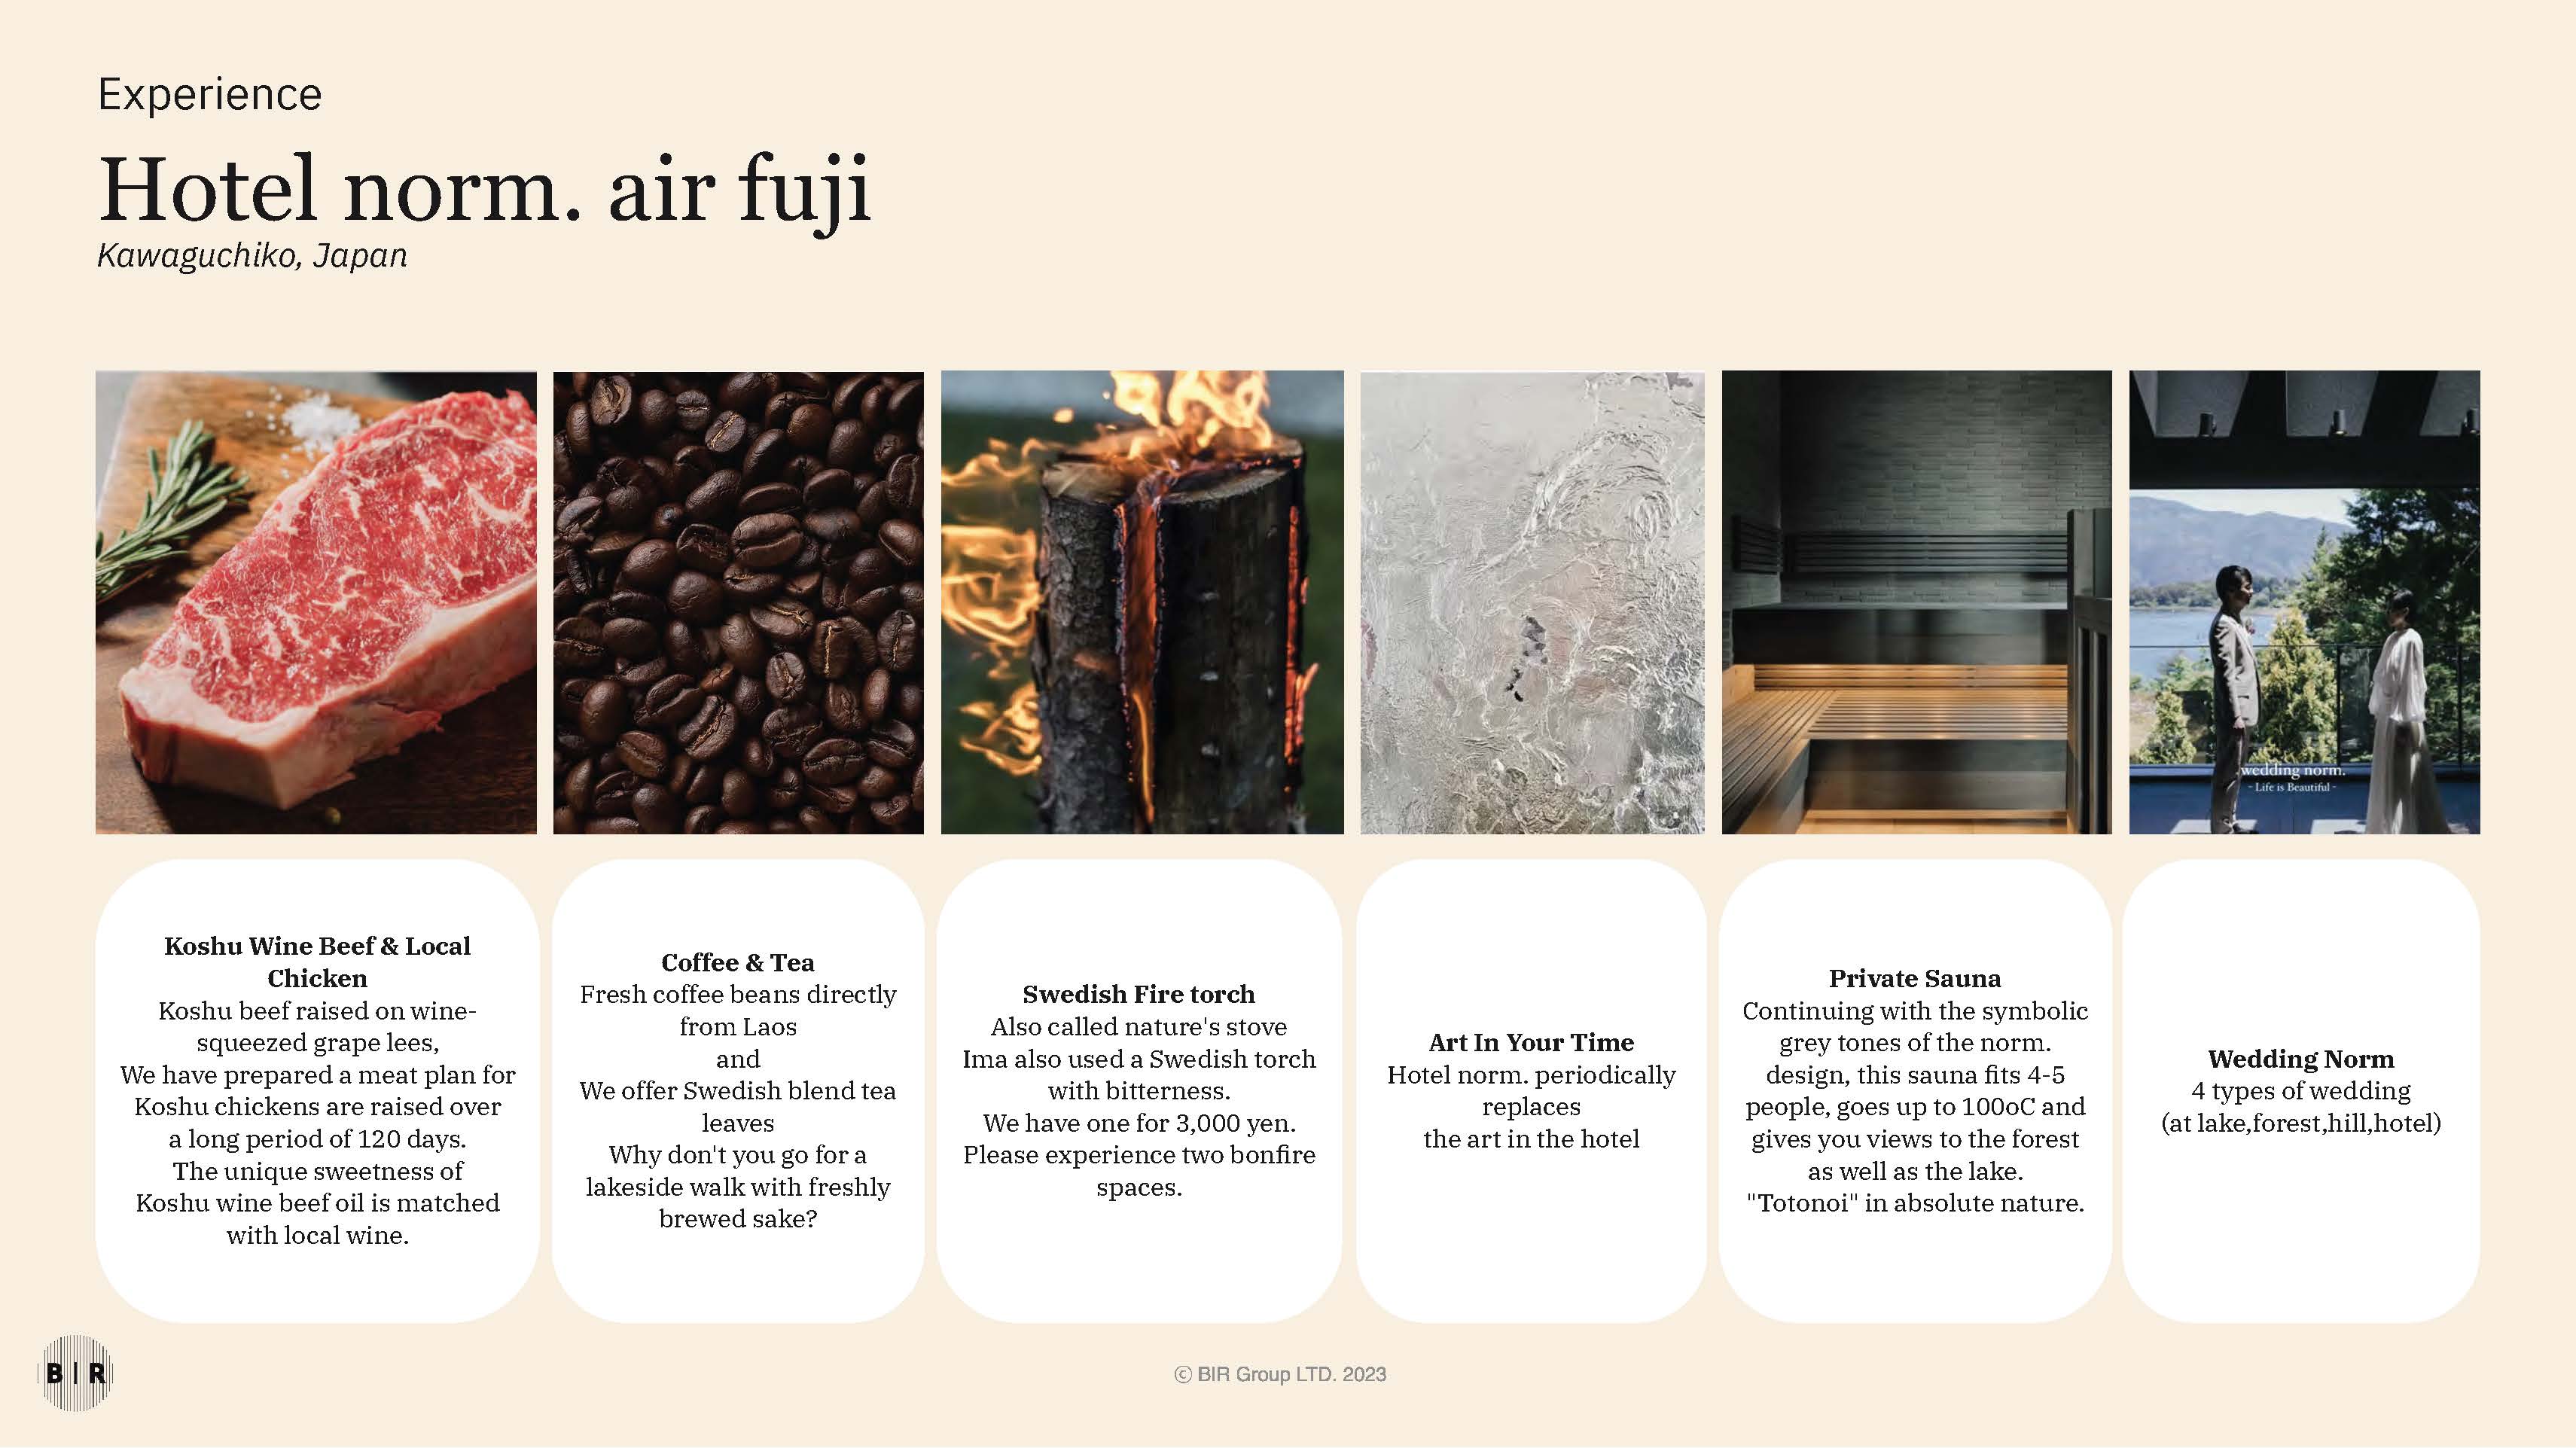 Experience
Hotel norm. air fuji
Kawaguchiko, Japan
wedding norm.
- Life is Beautiful -
Koshu Wine Beef & Local
Chicken
Koshu beef raised on wine-
squeezed grape lees,
We have prepared a meat plan for
Koshu chickens are raised over
a long period of 120 days.
The unique sweetness of
Koshu wine beef oil is matched
with local wine.
Coffee & Tea
Fresh coffee beans directly
from Laos
and
We offer Swedish blend tea
leaves
Why don't you go for a
lakeside walk with freshly
brewed sake?
Swedish Fire torch
Also called nature's stove
Ima also used a Swedish torch
with bitterness.
We have one for 3,000 yen.
Please experience two bonfire
spaces.
Art In Your Time
Hotel norm. periodically
replaces
the art in the hotel
Private Sauna
Continuing with the symbolic
grey tones of the norm.
design, this sauna fits 4-5
people, goes up to 100oC and
gives you views to the forest
as well as the lake.
"Totonoi" in absolute nature.
Wedding Norm
4 types of wedding
(at lake,forest,hill,hotel)
B|R
© BIR Group LTD. 2023